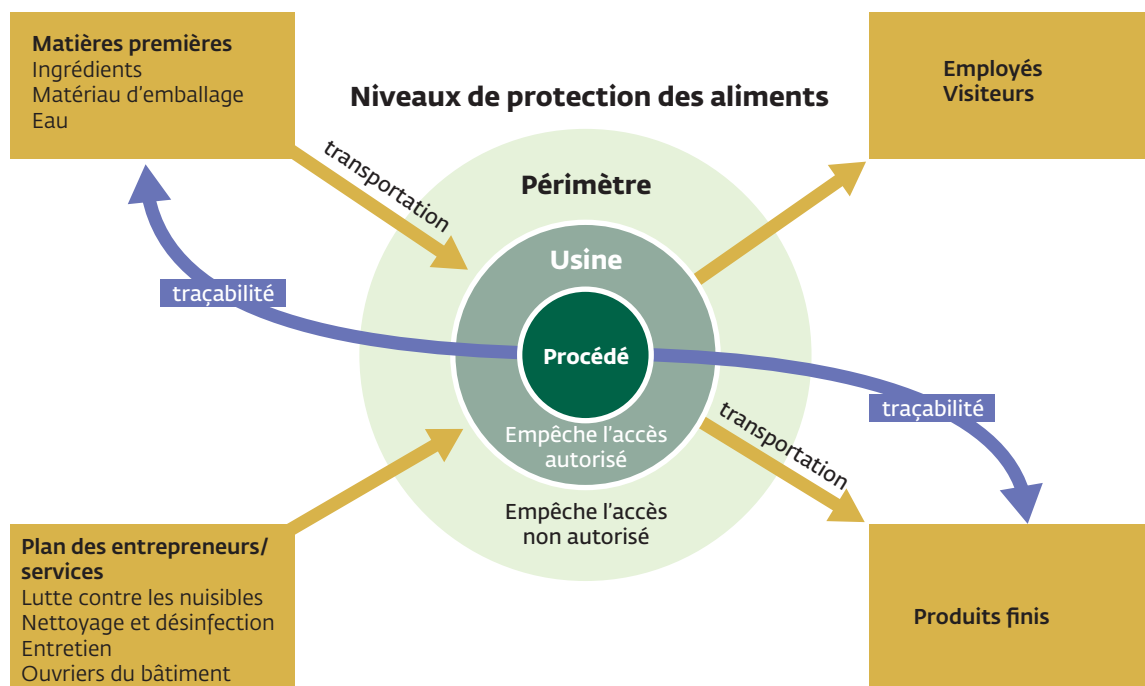 Matières premières
Ingrédients
Matériau d'emballage
Eau
Employés
Visiteurs
Niveaux de protection des aliments
transportation
Périmètre
Usine
traçabilité
Procédé
traçabilité
transportation
Empêche l'accès
autorisé
Empêche l'accès
non autorisé
Plan des entrepreneurs/
services
Lutte contre les nuisibles
Nettoyage et désinfection
Entretien
Ouvriers du bâtiment
Produits finis